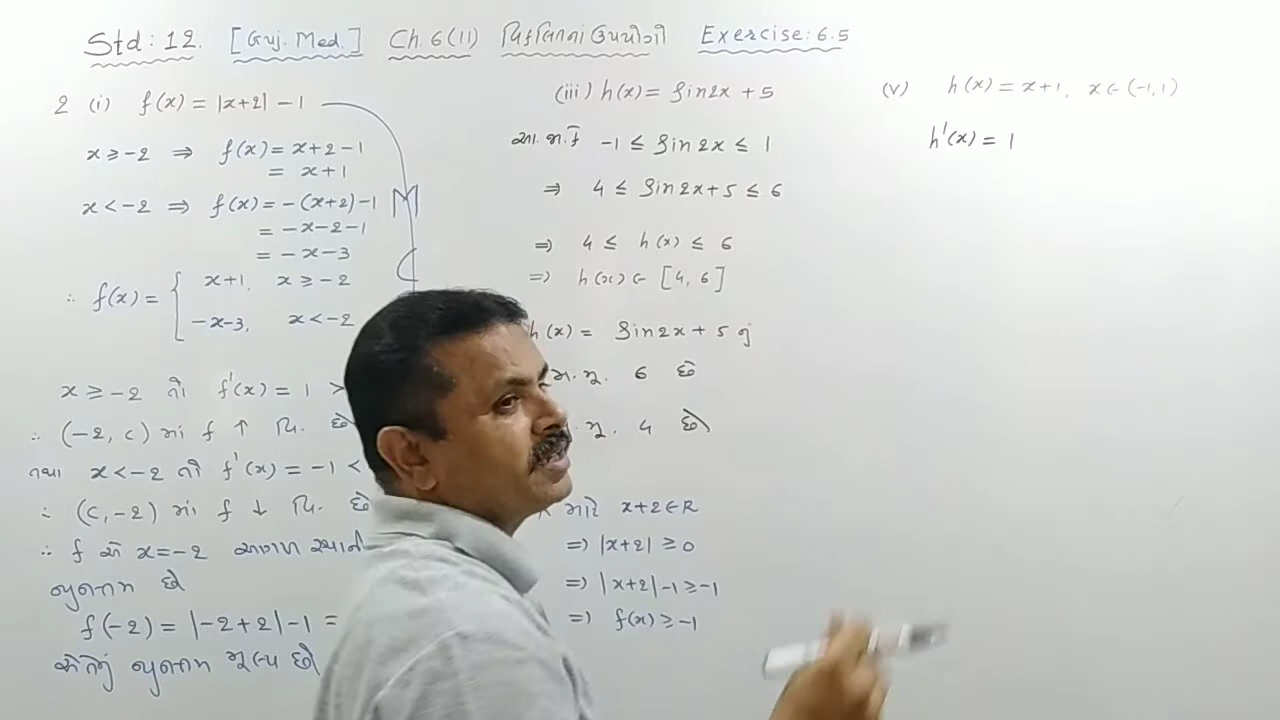 Std: 12. [Guj. Med.] Ch. 6(11) વિકલિતના ઉપયોગો Exercise: 6.5
2 (i) f(x) = |x+2| - 1
x ≥ -2 ⇒ f(x) = x+2-1
= x+1
x < -2 ⇒ f(x) = -(x+2)-1
= -x-2-1
= -x-3
∴ f(x) = { x+1, x ≥ -2
-x-3, x < -2
x ≥ -2 તો f'(x) = 1 >
∴ (-2, c) માં f ↑ વિ. છે
તથા x < -2 તો f'(x) = -1 <
∴ (c, -2) માં f ↓ વિ. છે
∴ f એ x = -2 આગળ સ્થાની
ન્યૂનતમ છે
f(-2) = |-2+2| - 1 =
એ તેનું ન્યૂનતમ મૂલ્ય છે
(iii) h(x) = sin2x + 5
-1 ≤ sin 2x ≤ 1
⇒ 4 ≤ sin2x+5 ≤ 6
⇒ 4 ≤ h(x) ≤ 6
⇒ h(x) ∈ [4, 6]
h(x) = sin2x + 5 નું
મ. મૂ. 6 છે
મૂ. 4 છે
માટે x+2 ∈ R
⇒ |x+2| ≥ 0
⇒ |x+2| - 1 ≥ -1
⇒ f(x) ≥ -1
(v) h(x) = x+1, x ∈ (-1,1)
h'(x) = 1